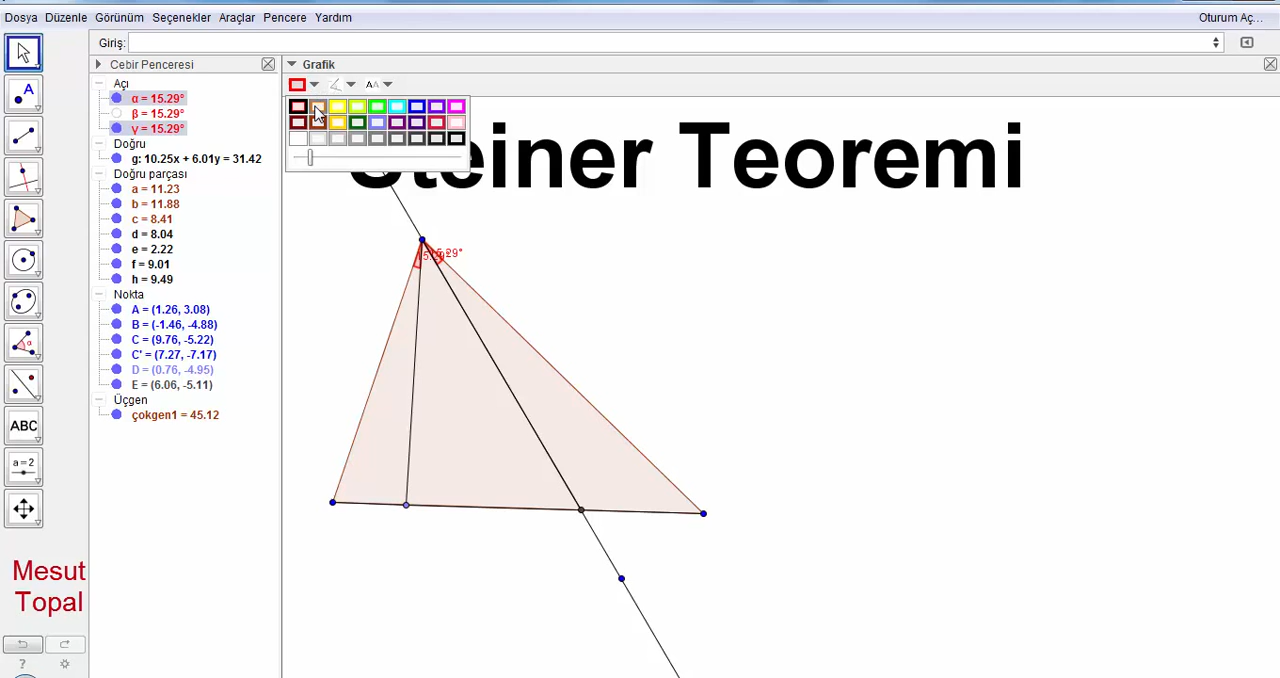 Dosya Düzenle Görünüm Seçenekler Araçlar Pencere Yardım
Oturum Aç...
Giriş:
Cebir Penceresi
Grafik
AA
Açı
α = 15.29°
β = 15.29°
γ = 15.29°
Doğru
g: 10.25x + 6.01y = 31.42
Doğru parçası
a = 11.23
b = 11.88
c = 8.41
d = 8.04
e = 2.22
f = 9.01
h = 9.49
Nokta
A = (1.26, 3.08)
B = (-1.46, -4.88)
C = (9.76, -5.22)
C' = (7.27, -7.17)
D = (0.76, -4.95)
E = (6.06, -5.11)
Üçgen
çokgen1 = 45.12
Steiner Teoremi
A
α
ABC
a=2
Mesut
Topal
?